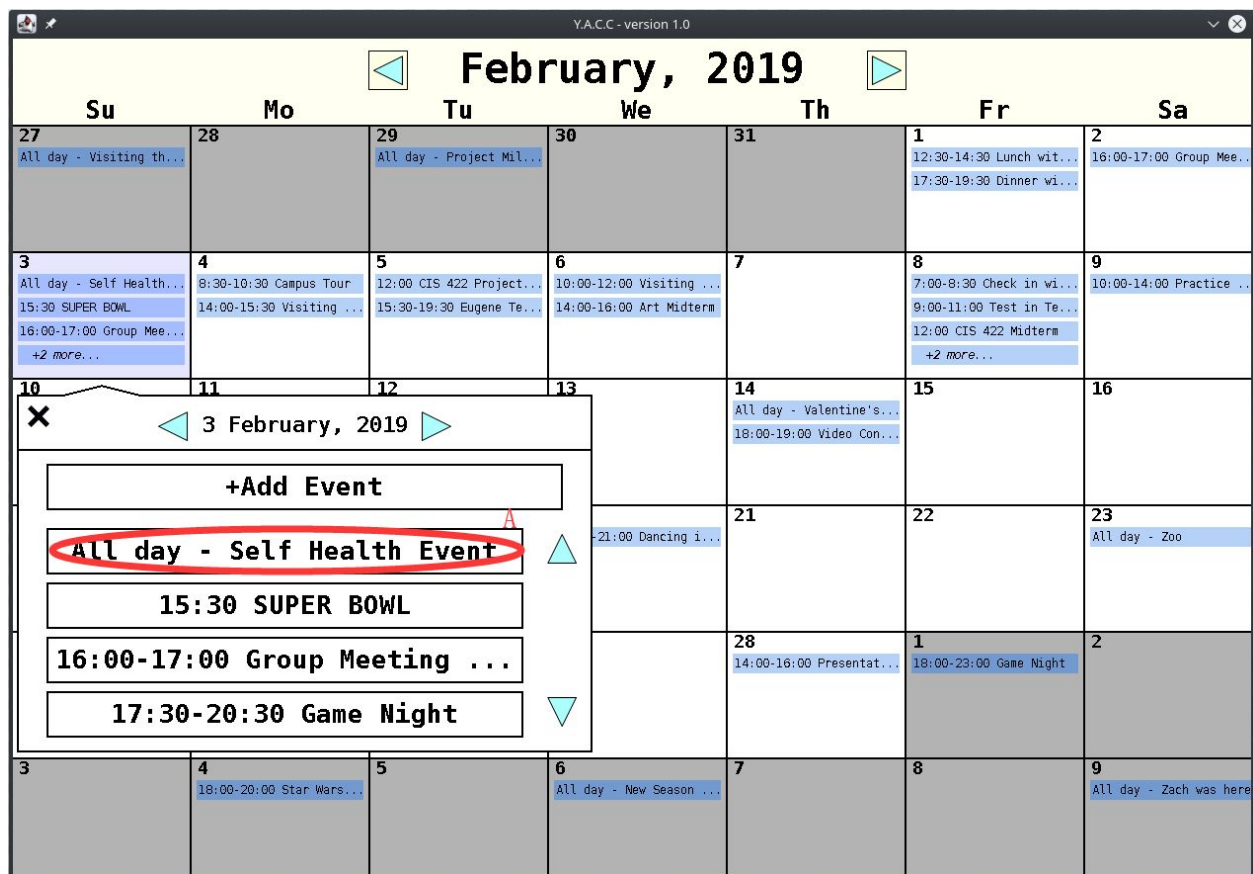 Y.A.C.C - version 1.0
February, 2019
Su Mo Tu We Th Fr Sa
27 28 29 30 31 1 2
All day - Visiting th... All day - Project Mil... 12:30-14:30 Lunch wit... 16:00-17:00 Group Mee..
17:30-19:30 Dinner wi...
3 4 5 6 7 8 9
All day - Self Health... 8:30-10:30 Campus Tour 12:00 CIS 422 Project... 10:00-12:00 Visiting ... 7:00-8:30 Check in wi... 10:00-14:00 Practice ..
15:30 SUPER BOWL 14:00-15:30 Visiting ... 15:30-19:30 Eugene Te... 14:00-16:00 Art Midterm 9:00-11:00 Test in Te...
16:00-17:00 Group Mee... 12:00 CIS 422 Midterm
+2 more... +2 more...
10 11 12 13 14 15 16
All day - Valentine's...
18:00-19:00 Video Con...
3 February, 2019
+Add Event
A
All day - Self Health Event
15:30 SUPER BOWL
16:00-17:00 Group Meeting ...
17:30-20:30 Game Night
21 22 23
-21:00 Dancing i... All day - Zoo
28 1 2
14:00-16:00 Presentat... 18:00-23:00 Game Night
3 4 5 6 7 8 9
18:00-20:00 Star Wars... All day - New Season ... All day - Zach was here